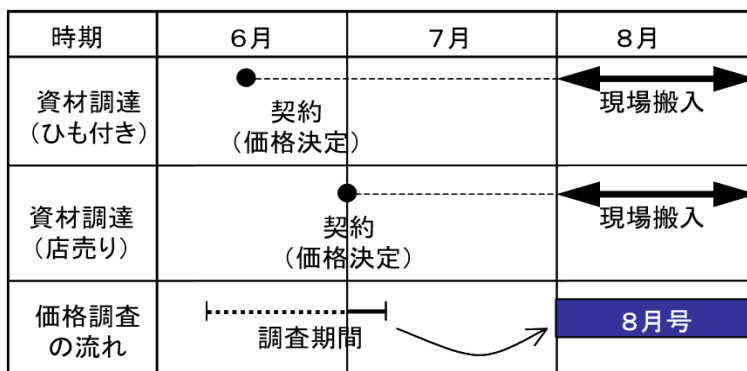 時期 6月 7月 8月
資材調達
(ひも付き)
契約
(価格決定)
現場搬入
資材調達
(店売り)
契約
(価格決定)
現場搬入
価格調査
の流れ
調査期間
8月号